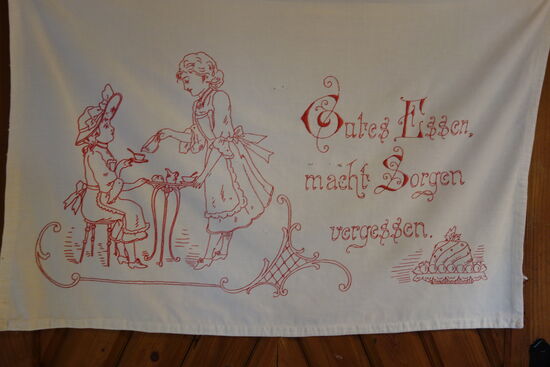 Gutes Essen,
macht Sorgen
vergessen.